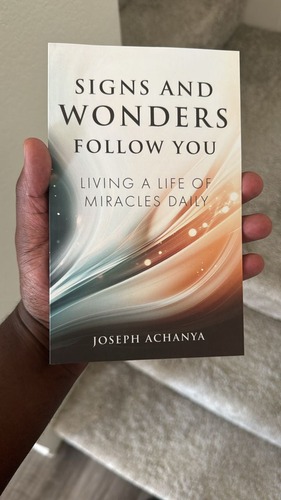 SIGNS AND
WONDERS
FOLLOW YOU
LIVING A LIFE OF
MIRACLES DAILY
JOSEPH ACHANYA